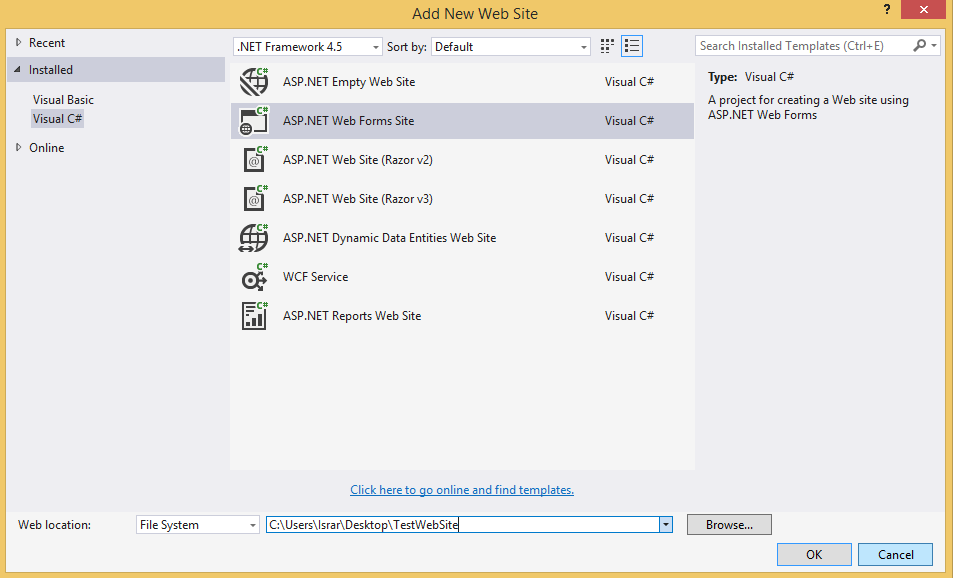 Add New Web Site
?
Recent
Installed
Visual Basic
Visual C#
Online
.NET Framework 4.5
Sort by: Default
Search Installed Templates (Ctrl+E)
C# ASP.NET Empty Web Site Visual C#
C# ASP.NET Web Forms Site Visual C#
C# @ ASP.NET Web Site (Razor v2) Visual C#
C# @ ASP.NET Web Site (Razor v3) Visual C#
C# ASP.NET Dynamic Data Entities Web Site Visual C#
C# WCF Service Visual C#
C# ASP.NET Reports Web Site Visual C#
Type: Visual C#
A project for creating a Web site using
ASP.NET Web Forms
Click here to go online and find templates.
Web location: File System C:\Users\Israr\Desktop\TestWebSite Browse...
OK Cancel